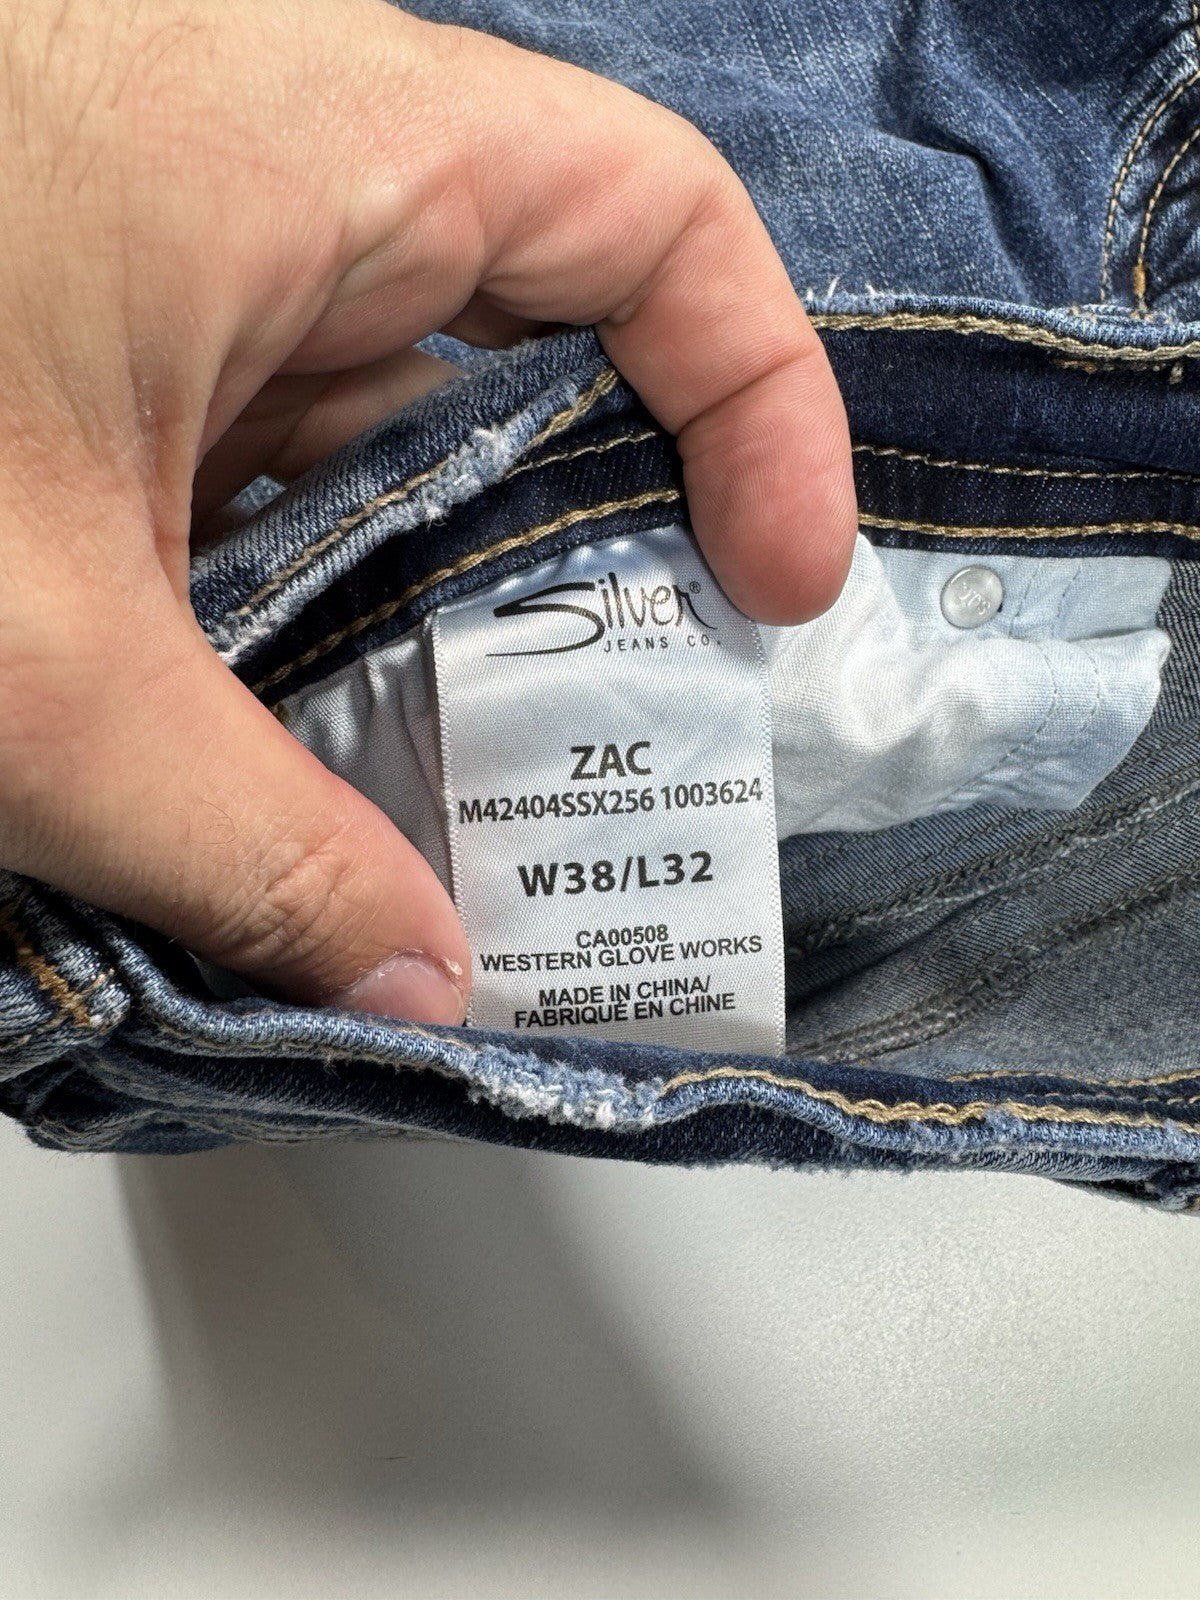 Silver®
JEANS CO.
ZAC
M42404SSX256 1003624
W38/L32
CA00508
WESTERN GLOVE WORKS
MADE IN CHINA/
FABRIQUÉ EN CHINE